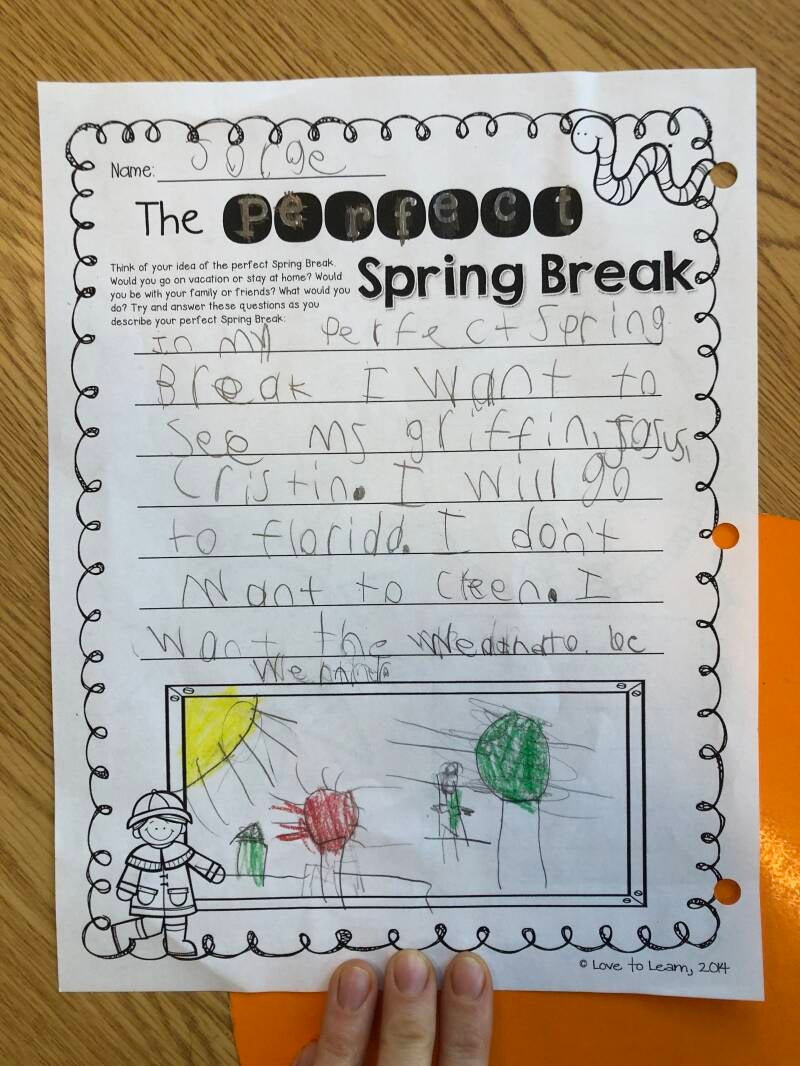 Name: Jorge
The Perfect
Spring Break
Think of your idea of the perfect Spring Break.
Would you go on vacation or stay at home? Would
you be with your family or friends? What would you
do? Try and answer these questions as you
describe your perfect Spring Break:
In my perfect Spring
Break I want to
See Ms griffin, Josus,
Cristin. I will go
to florida. I don't
want to Cleen. I
want the to be
© Love to Learn, 2014